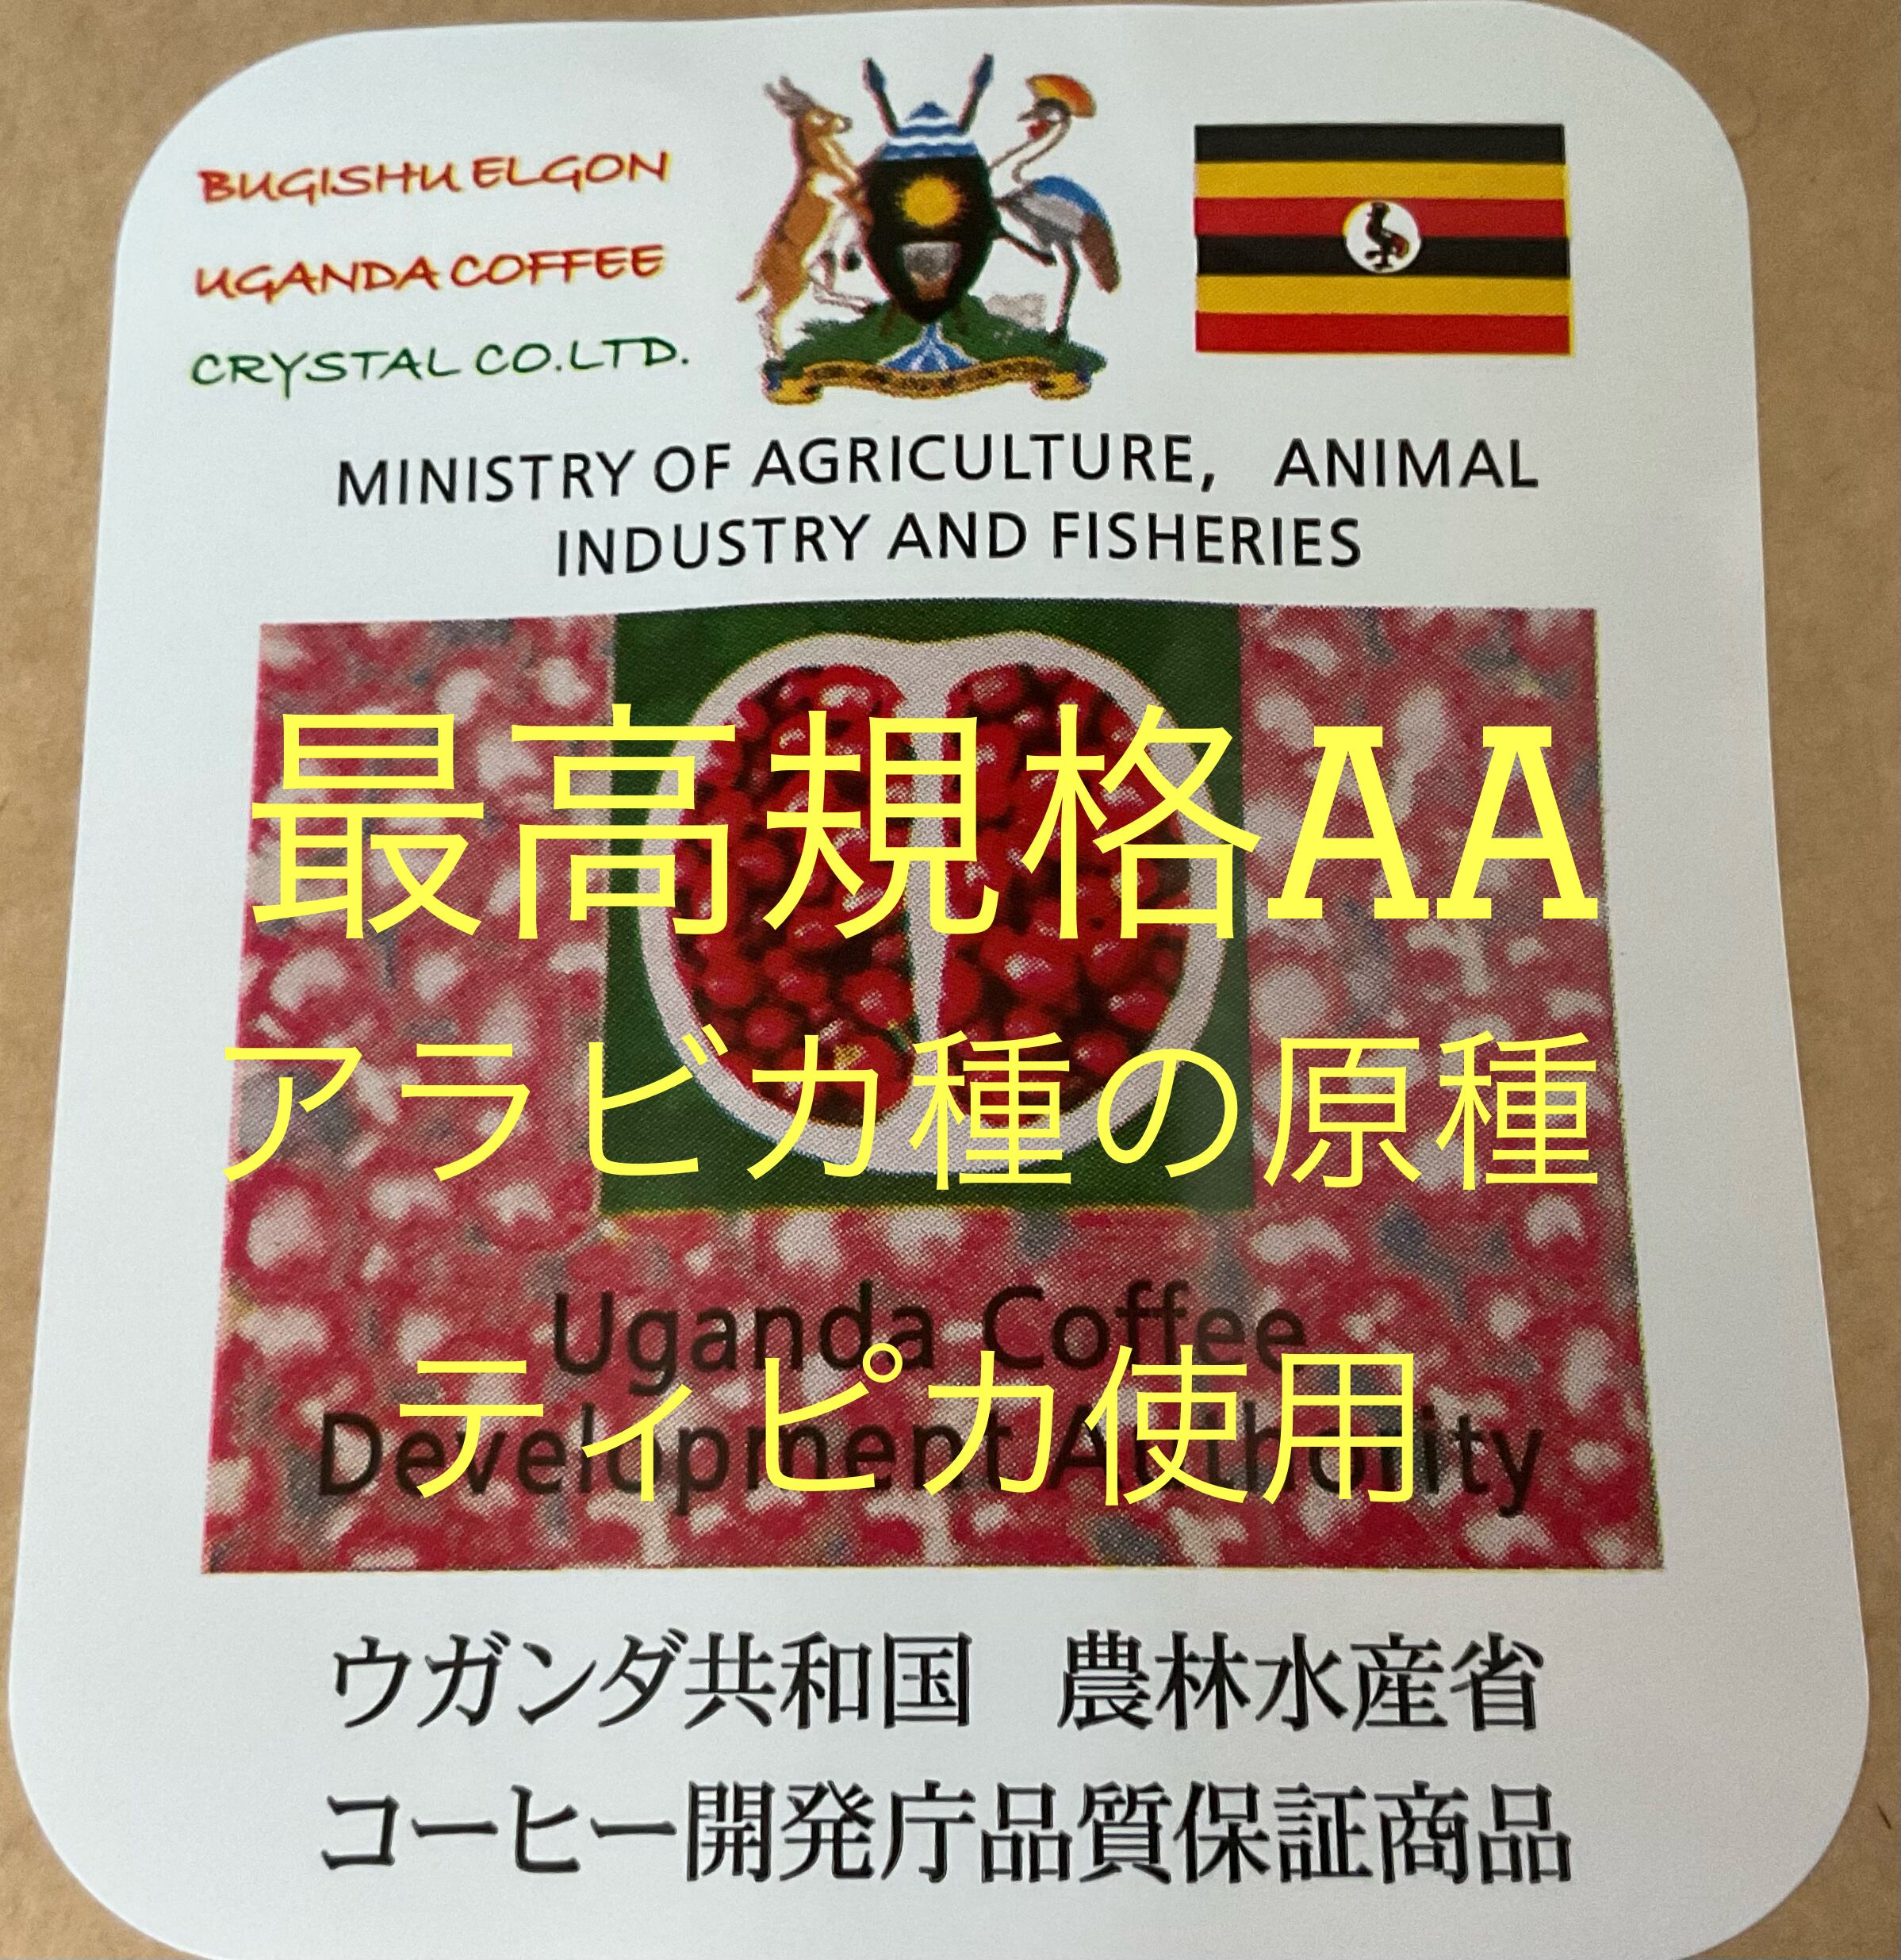 BUGISHU ELGON
UGANDA COFFEE
CRYSTAL CO.LTD.
MINISTRY OF AGRICULTURE, ANIMAL
INDUSTRY AND FISHERIES
最高規格AA
アラビカ種の原種
Uganda Coffee
ティピカ使用
Development Authority
ウガンダ共和国 農林水産省
コーヒー開発庁品質保証商品